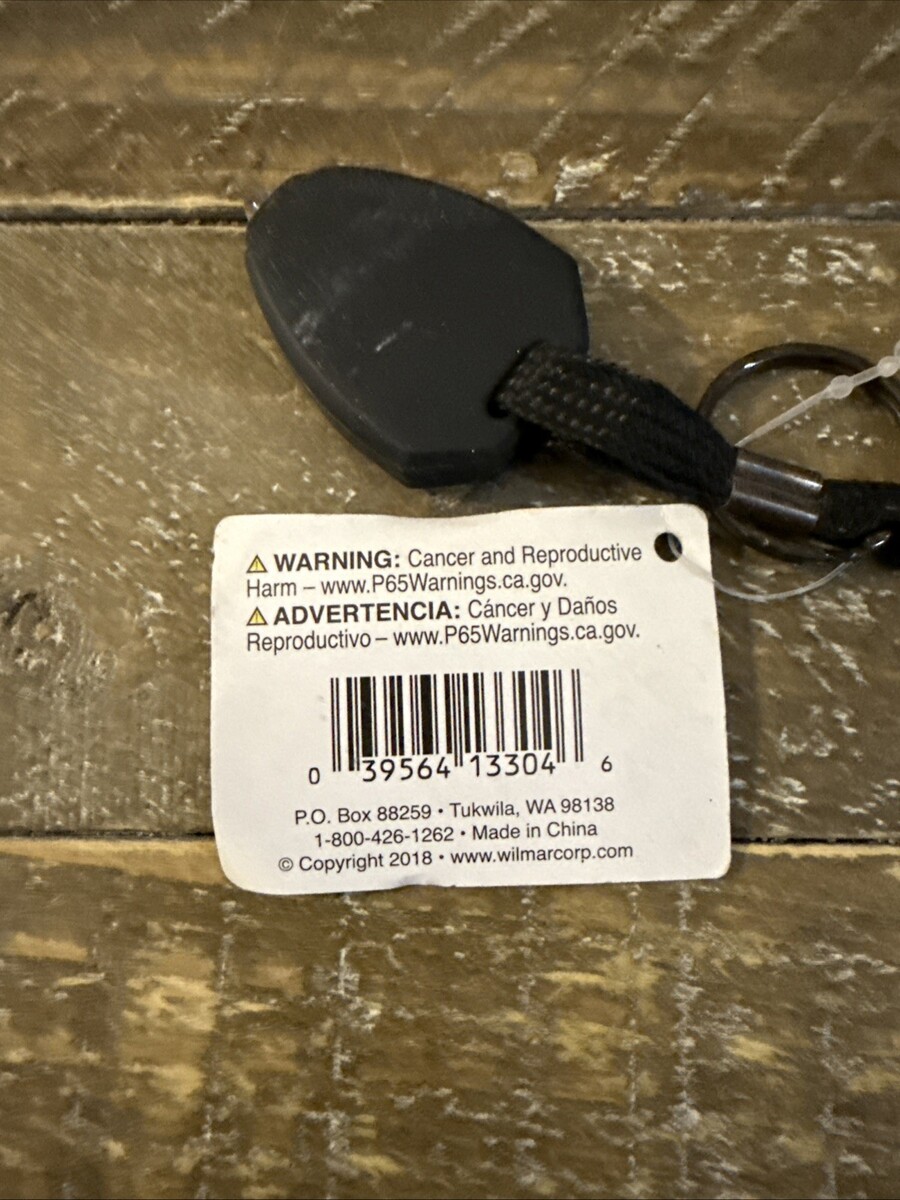 ⚠ WARNING: Cancer and Reproductive
Harm – www.P65Warnings.ca.gov.
⚠ ADVERTENCIA: Cáncer y Daños
Reproductivo – www.P65Warnings.ca.gov.
0 39564 13304 6
P.O. Box 88259 • Tukwila, WA 98138
1-800-426-1262 • Made in China
© Copyright 2018 • www.wilmarcorp.com